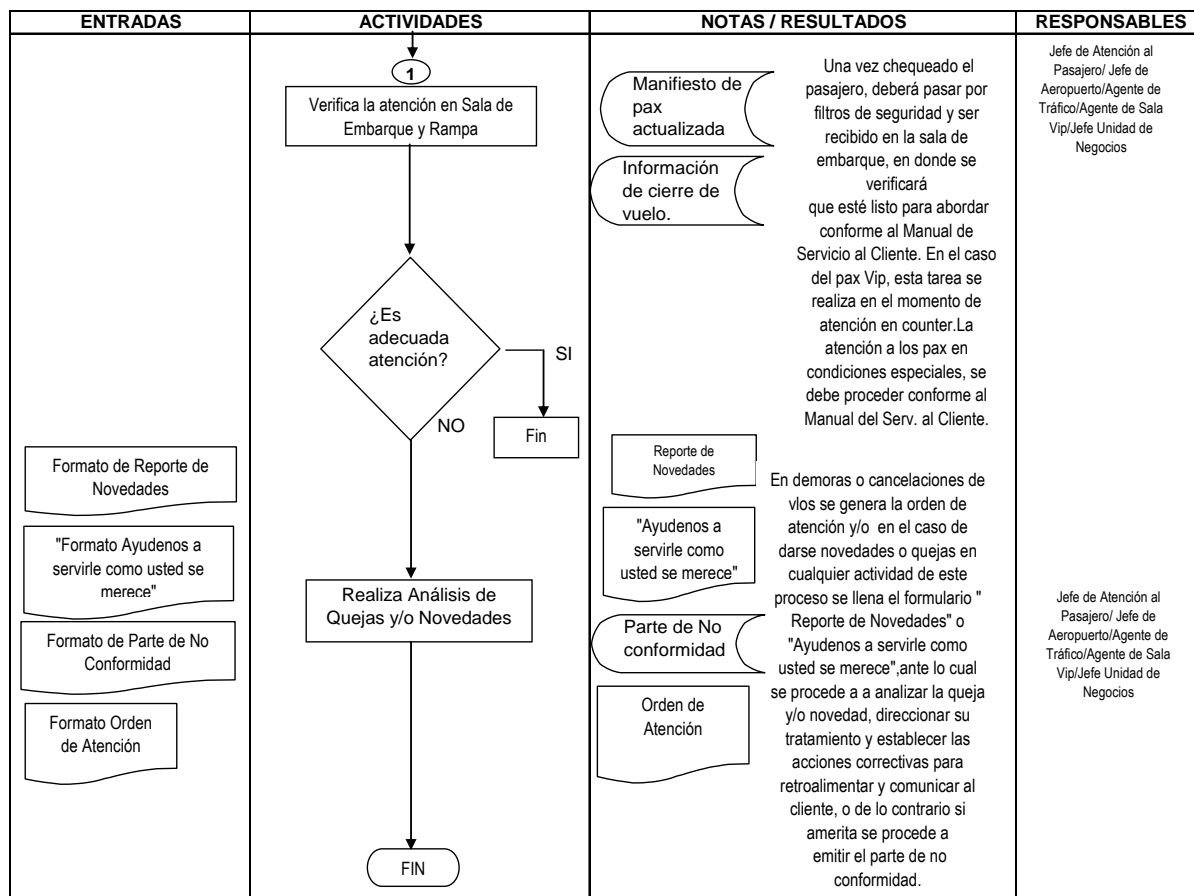 ENTRADAS
ACTIVIDADES
NOTAS / RESULTADOS
RESPONSABLES
1
Verifica la atención en Sala de
Embarque y Rampa
Manifiesto de
pax
actualizada
Información
de cierre de
vuelo.
Una vez chequeado el
pasajero, deberá pasar por
filtros de seguridad y ser
recibido en la sala de
embarque, en donde se
verificará
que esté listo para abordar
conforme al Manual de
Servicio al Cliente. En el caso
del pax Vip, esta tarea se
realiza en el momento de
atención en counter.La
atención a los pax en
condiciones especiales, se
debe proceder conforme al
Manual del Serv. al Cliente.
Jefe de Atención al
Pasajero/ Jefe de
Aeropuerto/Agente de
Tráfico/Agente de Sala
Vip/Jefe Unidad de
Negocios
¿Es
adecuada
atención?
SI
NO
Fin
Formato de Reporte de
Novedades
"Formato Ayudenos a
servirle como usted se
merece"
Formato de Parte de No
Conformidad
Formato Orden
de Atención
Realiza Análisis de
Quejas y/o Novedades
FIN
Reporte de
Novedades
"Ayudenos a
servirle como
usted se merece"
Parte de No
conformidad
Orden de
Atención
En demoras o cancelaciones de
vlos se genera la orden de
atención y/o en el caso de
darse novedades o quejas en
cualquier actividad de este
proceso se llena el formulario "
Reporte de Novedades" o
"Ayudenos a servirle como
usted se merece",ante lo cual
se procede a a analizar la queja
y/o novedad, direccionar su
tratamiento y establecer las
acciones correctivas para
retroalimentar y comunicar al
cliente, o de lo contrario si
amerita se procede a
emitir el parte de no
conformidad.
Jefe de Atención al
Pasajero/ Jefe de
Aeropuerto/Agente de
Tráfico/Agente de Sala
Vip/Jefe Unidad de
Negocios